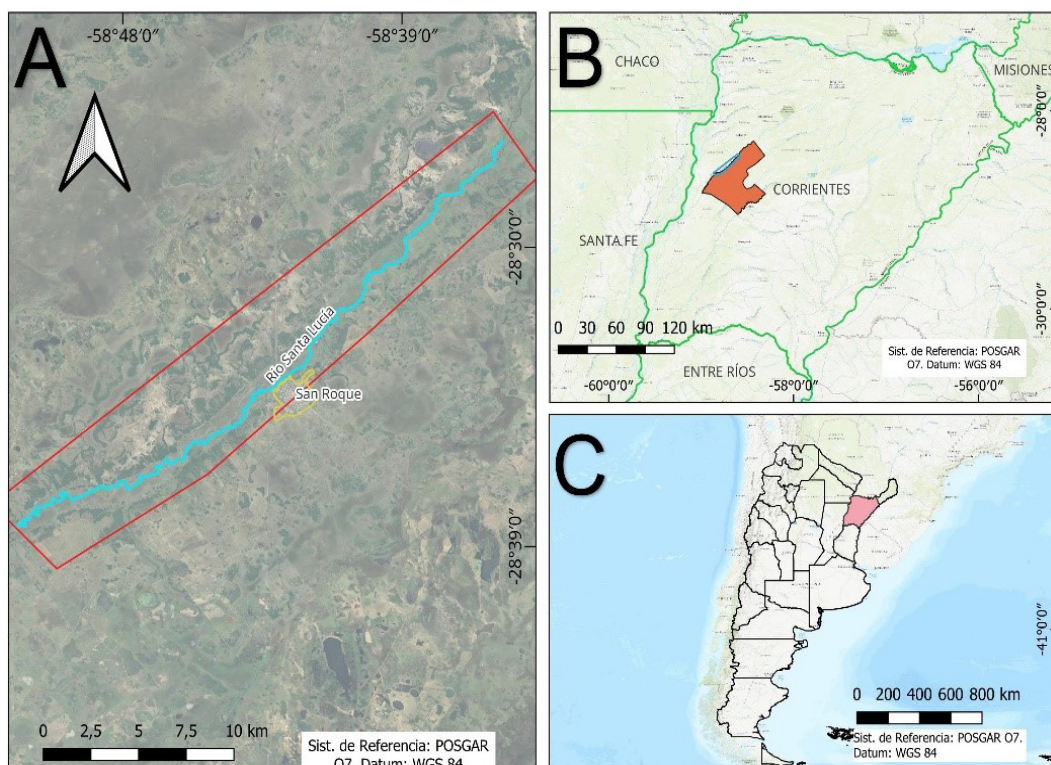 A
-58°48′0″
-58°39′0″
-28°30′0″
Río Santa Lucía
San Roque
-28°39′0″
0 2,5 5 7,5 10 km
Sist. de Referencia: POSGAR
07. Datum: WGS 84
B
CHACO
MISIONES
-28°0′0″
CORRIENTES
SANTA FE
0 30 60 90 120 km
-30°0′0″
ENTRE RÍOS
Sist. de Referencia: POSGAR
07. Datum: WGS 84
-60°0′0″
-58°0′0″
-56°0′0″
C
-41°0′0″
0 200 400 600 800 km
Sist. de Referencia: POSGAR 07.
Datum: WGS 84